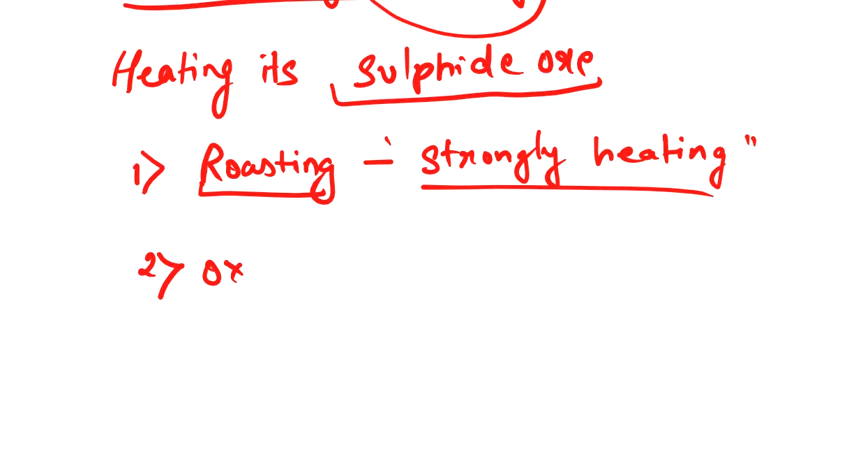 Heating its sulphide ore
1> Roasting - strongly heating "
2> ox